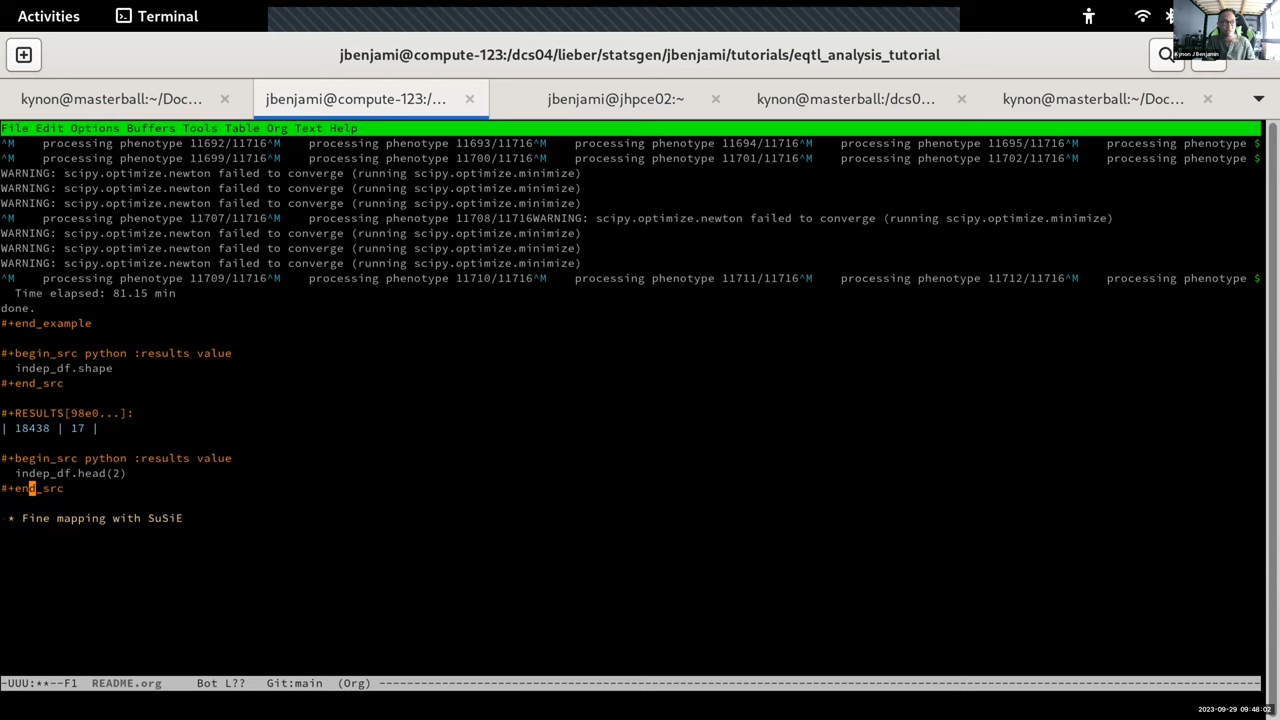 Activities Terminal
jbenjami@compute-123:/dcs04/lieber/statsgen/jbenjami/tutorials/eqtl_analysis_tutorial
Kynon J Benjamin
kynon@masterball:~/Doc... jbenjami@compute-123:/... jbenjami@jhpce02:~ kynon@masterball:/dcs0... kynon@masterball:~/Doc...
File Edit Options Buffers Tools Table Org Text Help
^M    processing phenotype 11692/11716^M    processing phenotype 11693/11716^M    processing phenotype 11694/11716^M    processing phenotype 11695/11716^M    processing phenotype $
^M    processing phenotype 11699/11716^M    processing phenotype 11700/11716^M    processing phenotype 11701/11716^M    processing phenotype 11702/11716^M    processing phenotype $
WARNING: scipy.optimize.newton failed to converge (running scipy.optimize.minimize)
WARNING: scipy.optimize.newton failed to converge (running scipy.optimize.minimize)
WARNING: scipy.optimize.newton failed to converge (running scipy.optimize.minimize)
^M    processing phenotype 11707/11716^M    processing phenotype 11708/11716WARNING: scipy.optimize.newton failed to converge (running scipy.optimize.minimize)
WARNING: scipy.optimize.newton failed to converge (running scipy.optimize.minimize)
WARNING: scipy.optimize.newton failed to converge (running scipy.optimize.minimize)
WARNING: scipy.optimize.newton failed to converge (running scipy.optimize.minimize)
^M    processing phenotype 11709/11716^M    processing phenotype 11710/11716^M    processing phenotype 11711/11716^M    processing phenotype 11712/11716^M    processing phenotype $
  Time elapsed: 81.15 min
done.
#+end_example
#+begin_src python :results value
  indep_df.shape
#+end_src
#+RESULTS[98e0...]:
| 18438 | 17 |
#+begin_src python :results value
  indep_df.head(2)
#+end_src
* Fine mapping with SuSiE
-UUU:**--F1  README.org     Bot L??   Git:main  (Org) ----------
2023-09-29 09:48:02